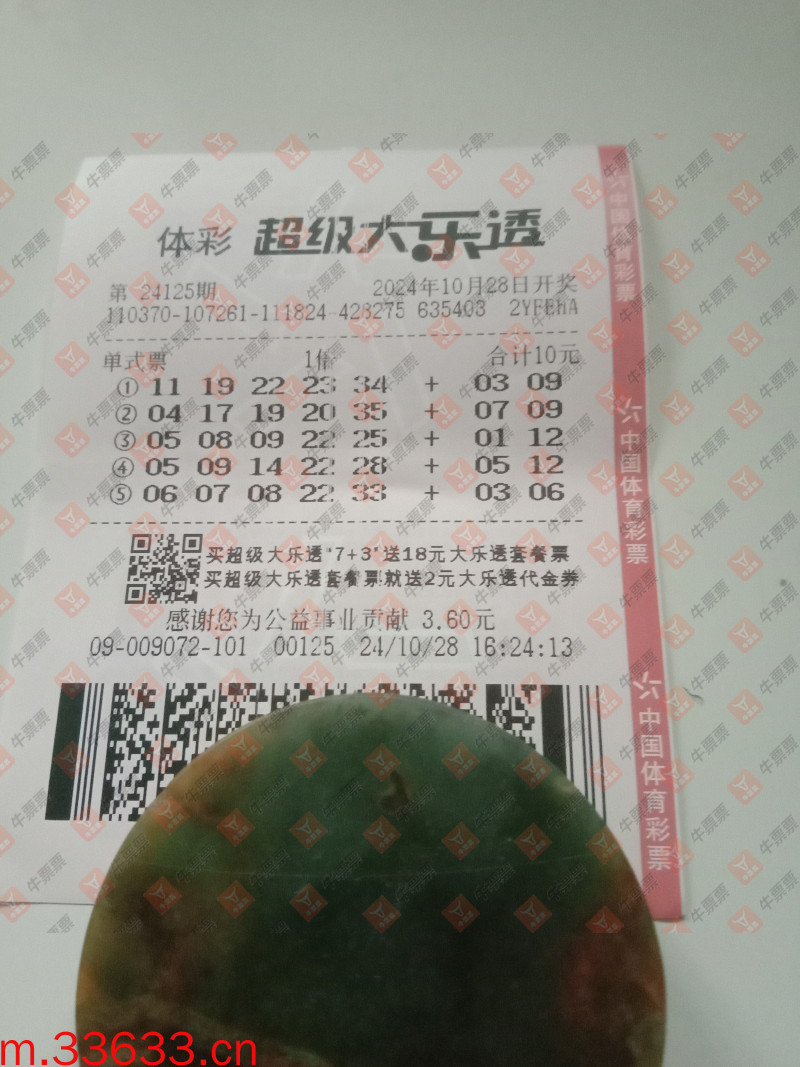 体彩 超级大乐透
第 24125期 2024年10月28日开奖
110370-107261-111824-428275 635403
单式票 1倍 合计10元
① 11 19 22 23 34 + 03 09
② 04 17 19 20 35 + 07 09
③ 05 08 09 22 25 + 01 12
④ 05 09 14 22 28 + 05 12
⑤ 06 07 08 22 33 + 03 06
买超级大乐透‘7+3’送18元大乐透套餐票
买超级大乐透套餐票就送2元大乐透代金券
感谢您为公益事业贡献 3.60元
09-009072-101 00125 24/10/28 16:24:13
中国体育彩票
中国体育彩票
中国体育彩票
牛票票
m.33633.cn